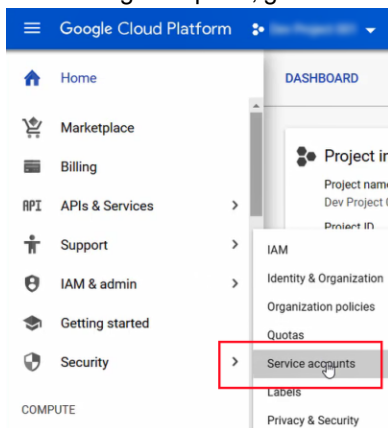 Google Cloud Platform
Home
DASHBOARD
Marketplace
Billing
Project
Project name
Dev Project
API APIs & Services
Project ID
Support
IAM
IAM & admin
Identity & Organization
Organization policies
Getting started
Quotas
Security
Service accounts
Labels
COMPUTE
Privacy & Security